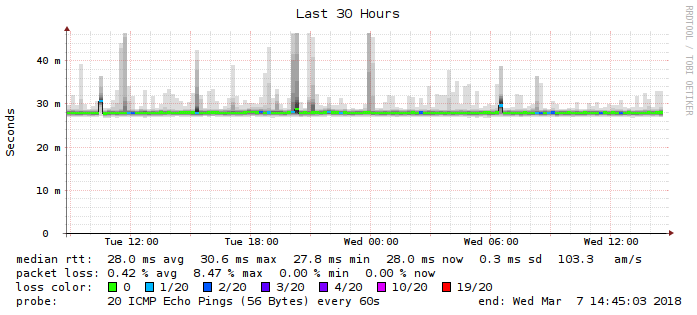 Last 30 Hours
RRDTOOL / TOBI OETIKER
Seconds
40 m
30 m
20 m
10 m
0
Tue 12:00 Tue 18:00 Wed 00:00 Wed 06:00 Wed 12:00
median rtt: 28.0 ms avg 30.6 ms max 27.8 ms min 28.0 ms now 0.3 ms sd 103.3 am/s
packet loss: 0.42 % avg 8.47 % max 0.00 % min 0.00 % now
loss color: 0 1/20 2/20 3/20 4/20 10/20 19/20
probe: 20 ICMP Echo Pings (56 Bytes) every 60s end: Wed Mar 7 14:45:03 2018